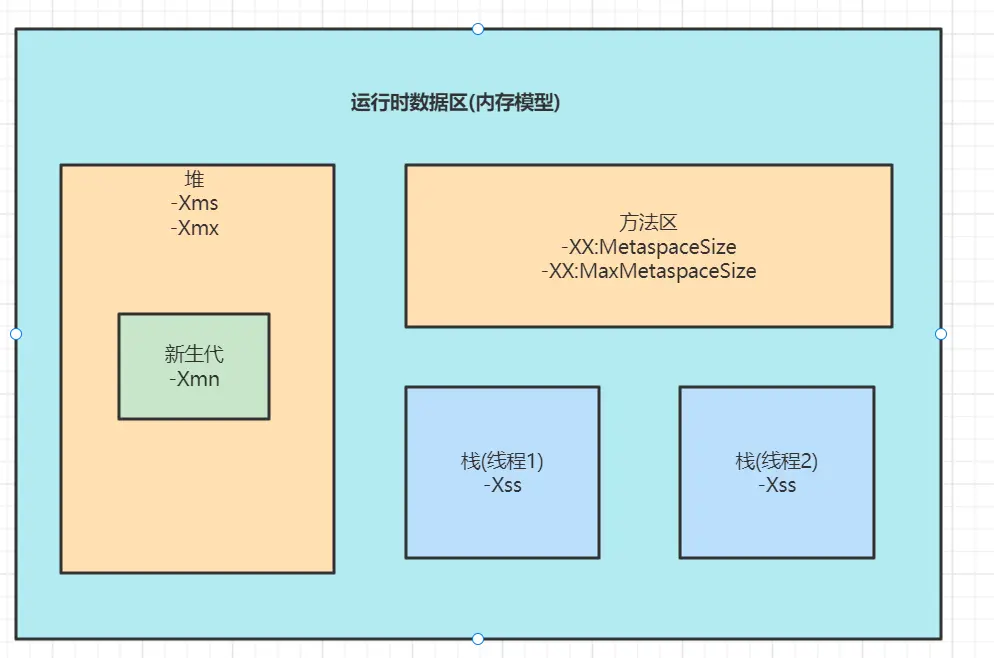 运行时数据区(内存模型)
堆
-Xms
-Xmx
新生代
-Xmn
方法区
-XX:MetaspaceSize
-XX:MaxMetaspaceSize
栈(线程1)
-Xss
栈(线程2)
-Xss